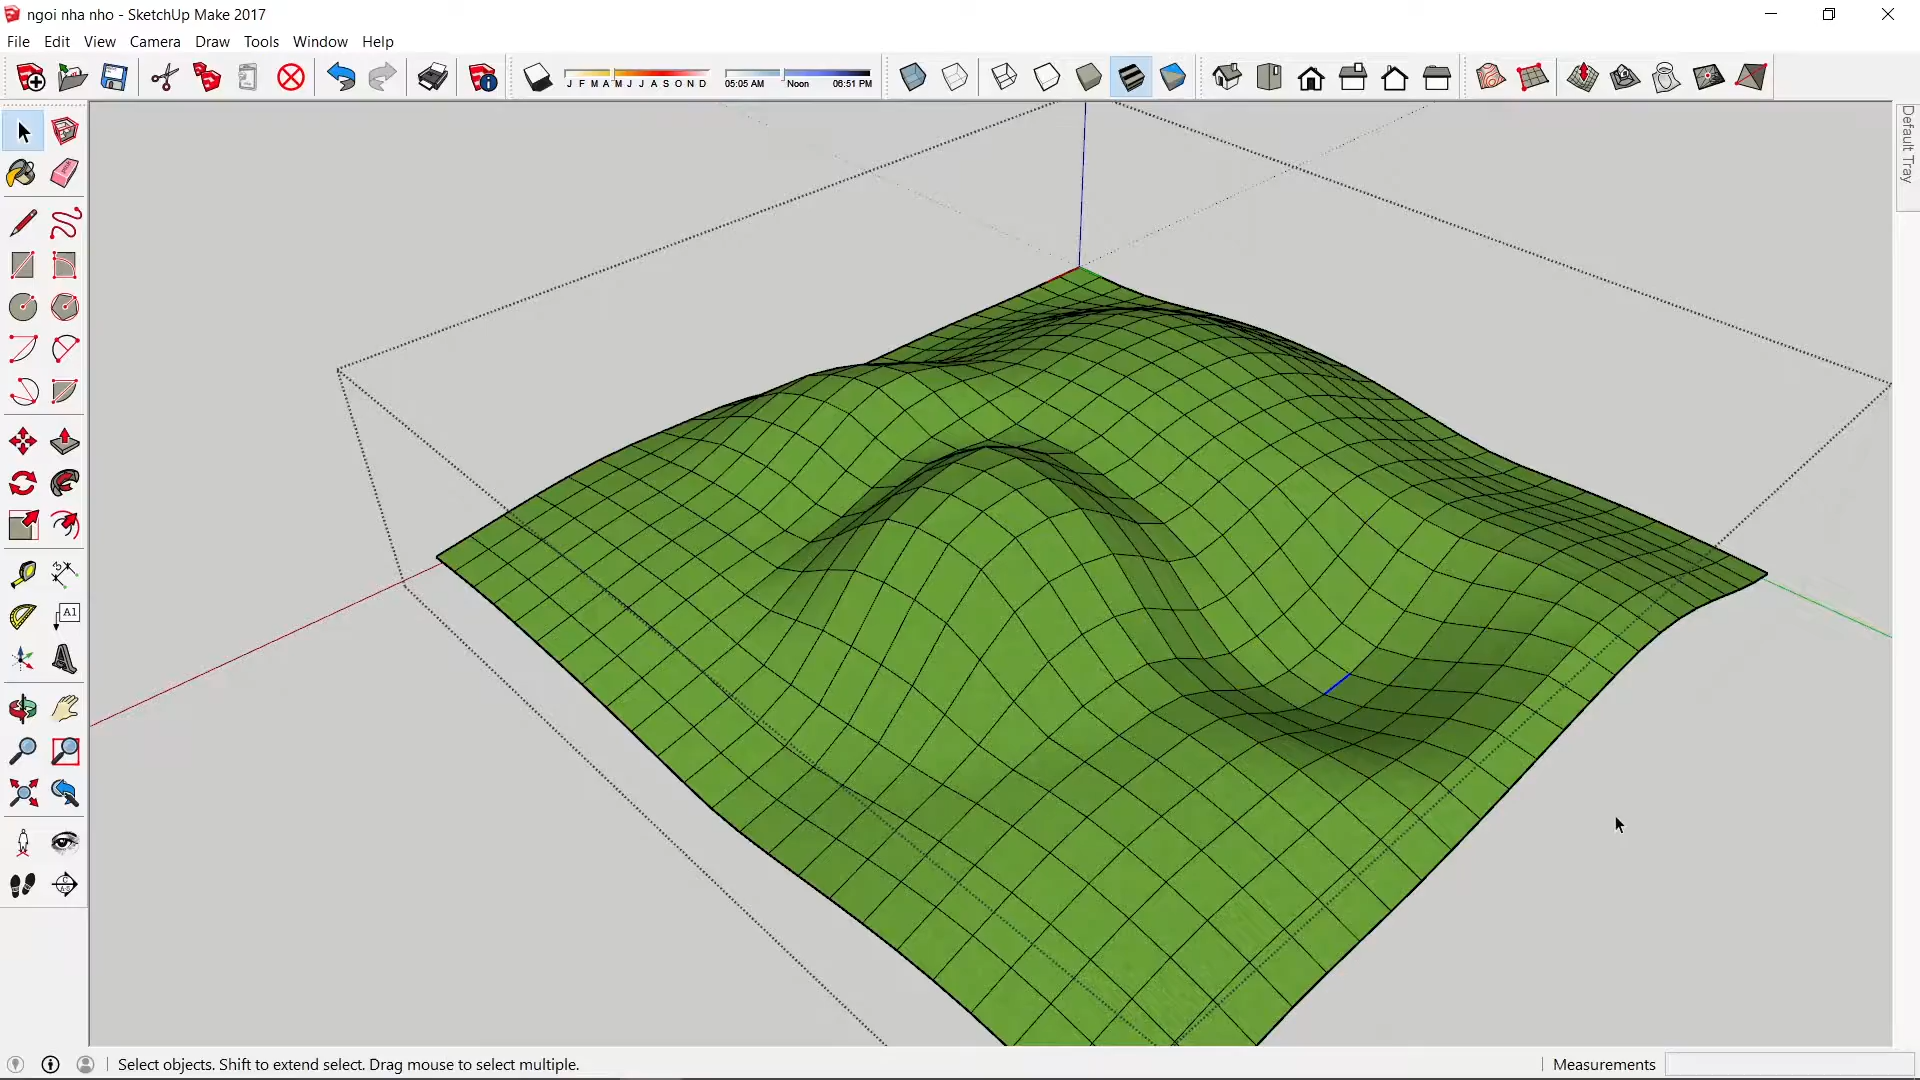 ngoi nha nho - SketchUp Make 2017
File Edit View Camera Draw Tools Window Help
J F M A M J J A S O N D
05:05 AM Noon 06:51 PM
Default Tray
A1
Select objects. Shift to extend select. Drag mouse to select multiple.
Measurements